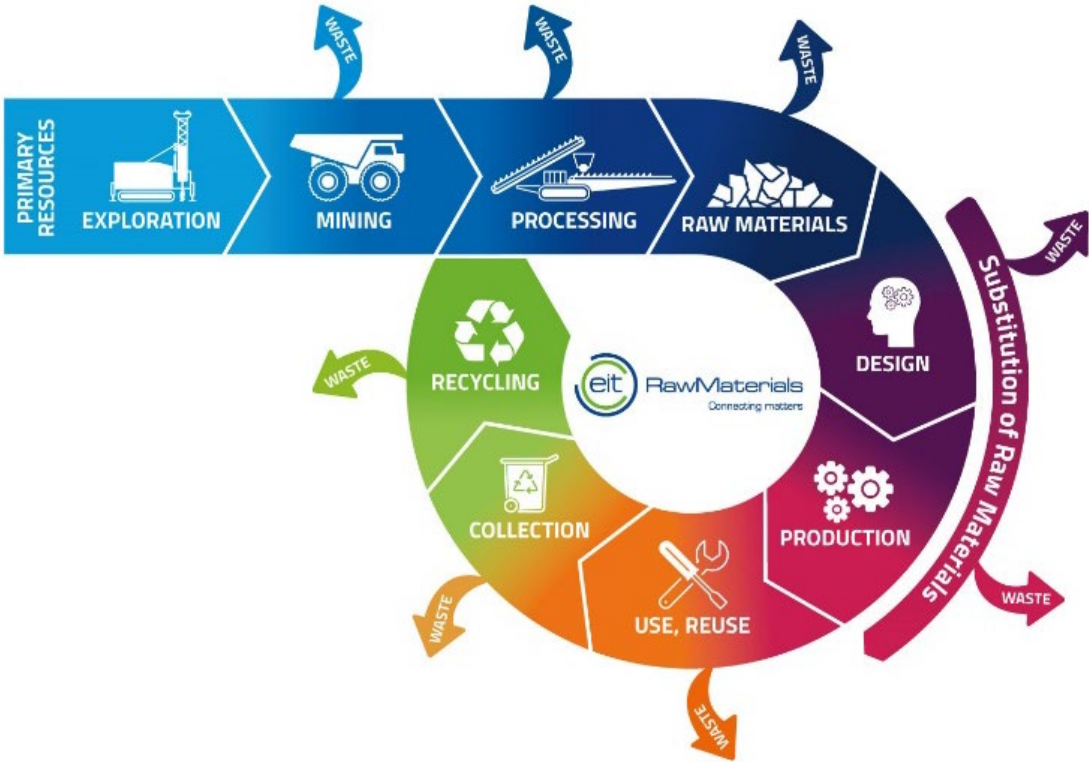 WASTE
WASTE
WASTE
PRIMARY
RESOURCES
EXPLORATION
MINING
PROCESSING
RAW MATERIALS
WASTE
Substitution of Raw Materials
DESIGN
RECYCLING
WASTE
eit RawMaterials
Connecting matters
COLLECTION
PRODUCTION
WASTE
WASTE
USE, REUSE
WASTE